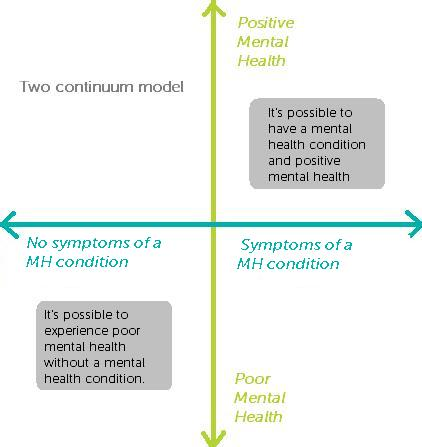 Positive
Mental
Health
Two continuum model
It's possible to
have a mental
health condition
and positive
mental health
No symptoms of a
MH condition
Symptoms of a
MH condition
It's possible to
experience poor
mental health
without a mental
health condition.
Poor
Mental
Health